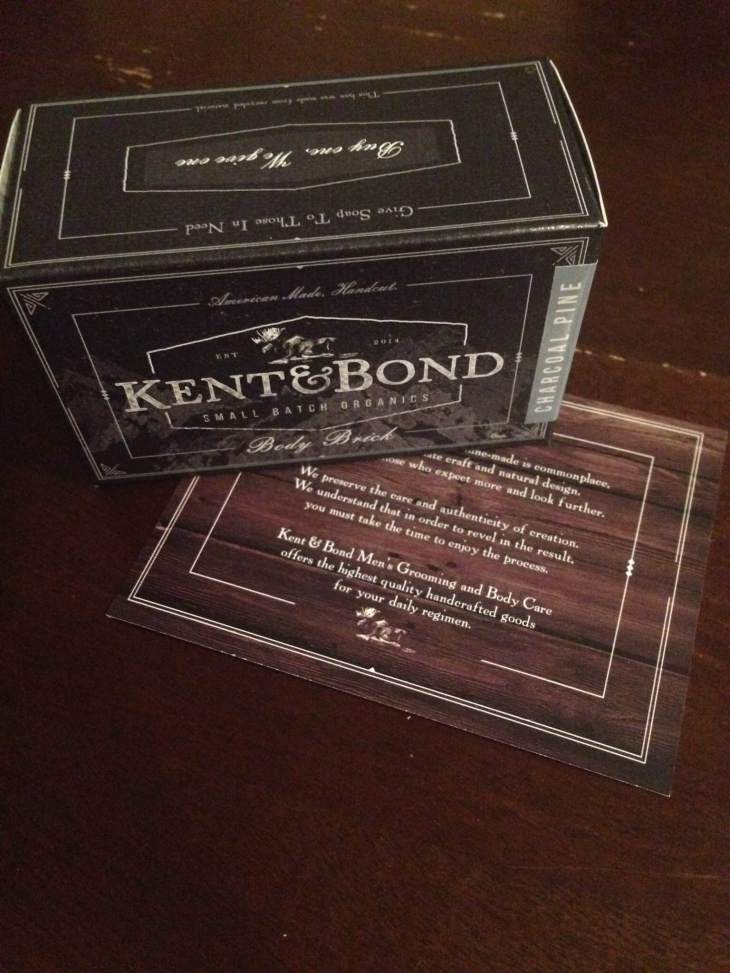 This box was made from recycled material.
Buy one, We give one
Give Soap To Those In Need
American Made. Handcut.
EST 2014
KENT&BOND
SMALL BATCH ORGANICS
Body Brick
CHARCOAL PINE
is commonplace,
craft and natural design.
who expect more and look further.
We preserve the care and authenticity of creation.
We understand that in order to revel in the result,
you must take the time to enjoy the process.
Kent & Bond Men's Grooming and Body Care
offers the highest quality handcrafted goods
for your daily regimen.